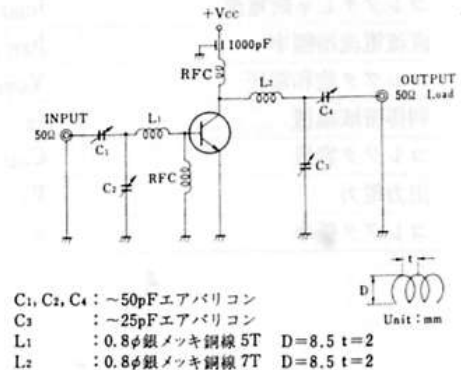 +Vcc
1000pF
RFC
L2
OUTPUT
50Ω Load
C4
INPUT
50Ω
L1
C1
C2
RFC
C3
t
D
Unit：mm
C1, C2, C4：～50pFエアバリコン
C3：～25pFエアバリコン
L1：0.8φ銀メッキ銅線 5T D=8.5 t=2
L2：0.8φ銀メッキ銅線 7T D=8.5 t=2